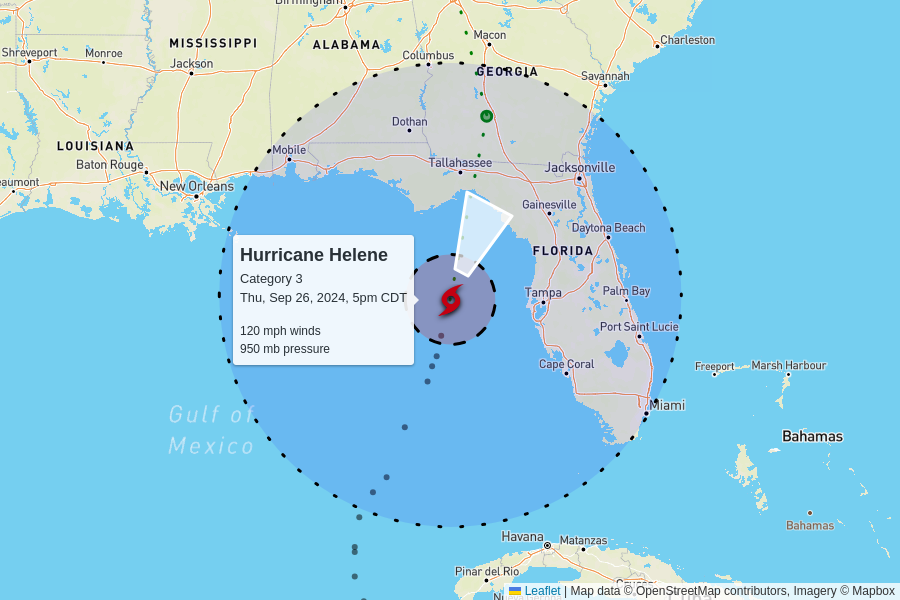 Birmingham
Charleston
Macon
MISSISSIPPI
ALABAMA
Shreveport
Monroe
Columbus
Jackson
GEORGIA
Savannah
Dothan
LOUISIANA
Mobile
Baton Rouge
Tallahassee
Jacksonville
New Orleans
Gainesville
Daytona Beach
FLORIDA
Hurricane Helene
Category 3
Thu, Sep 26, 2024, 5pm CDT
120 mph winds
950 mb pressure
Tampa
Palm Bay
Port Saint Lucie
Cape Coral
Freeport
Marsh Harbour
Miami
Gulf of
Mexico
Bahamas
Bahamas
Havana
Matanzas
Pinar del Río
Leaflet | Map data © OpenStreetMap contributors, Imagery © Mapbox